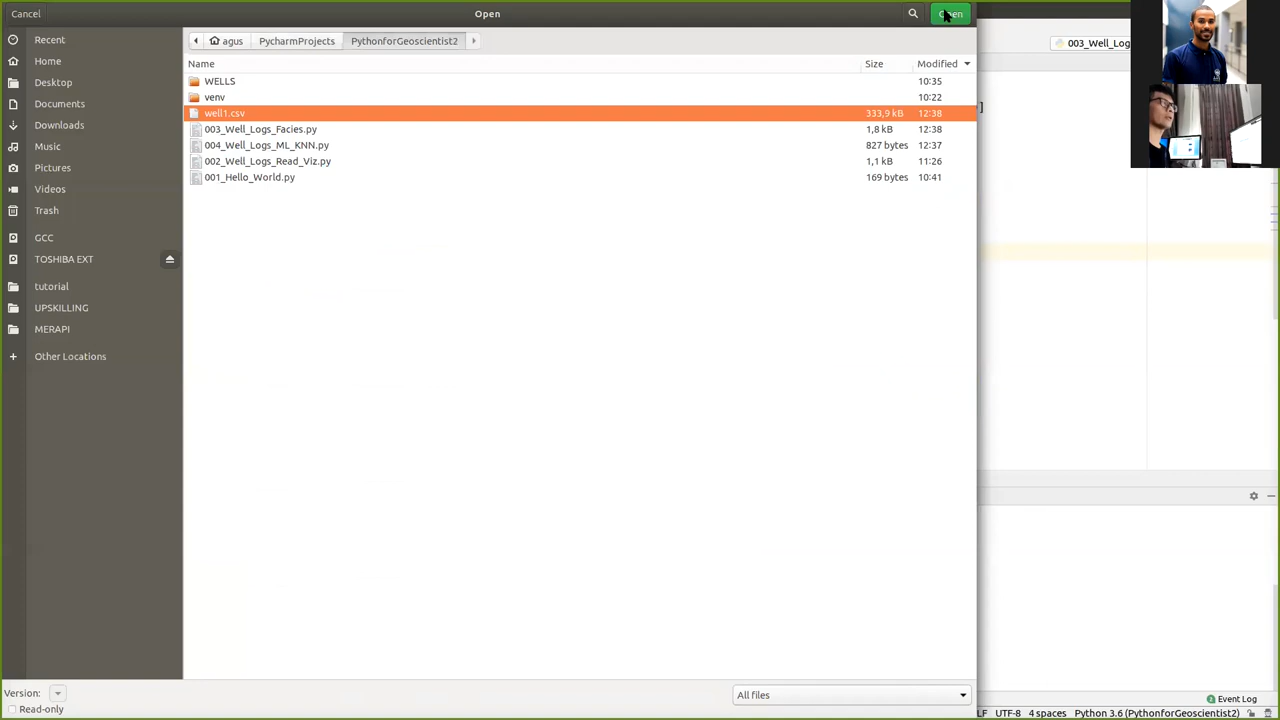 Cancel
Open
Open
003_Well_Log
agus
PycharmProjects
PythonforGeoscientist2
Name
Size
Modified
Recent
Home
Desktop
Documents
Downloads
Music
Pictures
Videos
Trash
GCC
TOSHIBA EXT
tutorial
UPSKILLING
MERAPI
Other Locations
WELLS 10:35
venv 10:22
well1.csv 333,9 kB 12:38
003_Well_Logs_Facies.py 1,8 kB 12:38
004_Well_Logs_ML_KNN.py 827 bytes 12:37
002_Well_Logs_Read_Viz.py 1,1 kB 11:26
001_Hello_World.py 169 bytes 10:41
]
Version:
All files
Read-only
Event Log
LF UTF-8 4 spaces Python 3.6 (PythonforGeoscientist2)